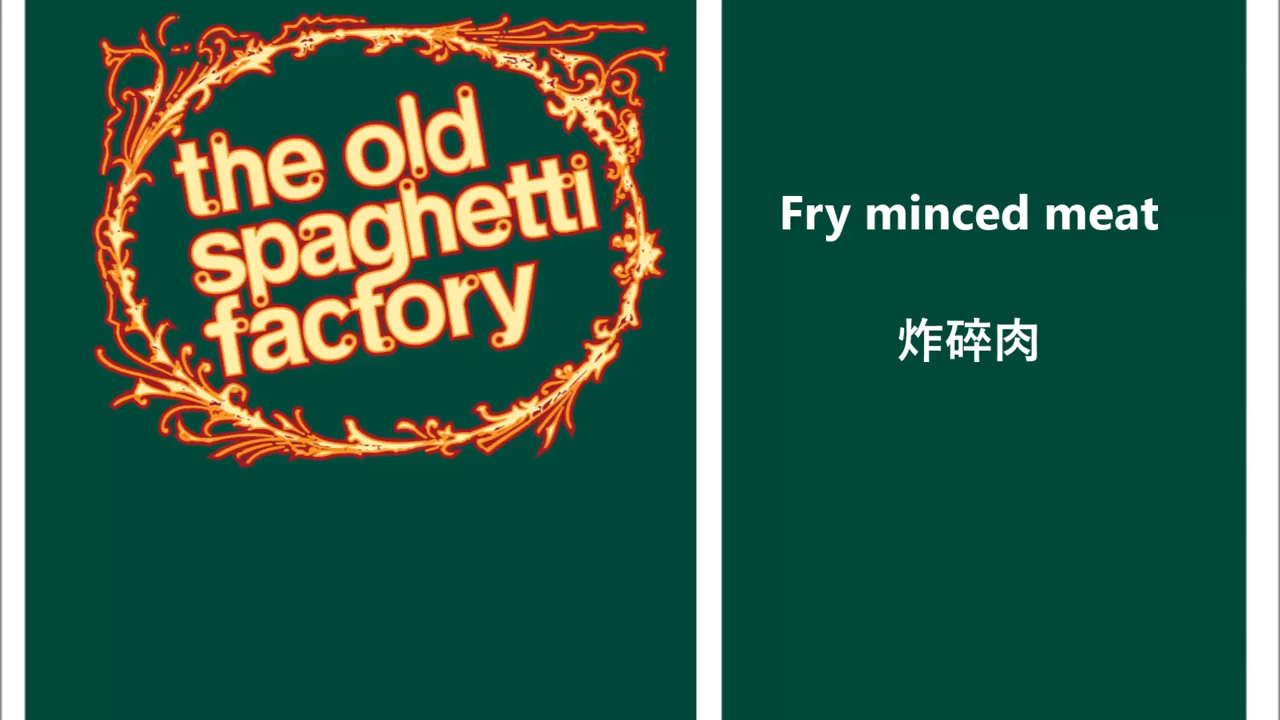 the old
spaghetti
factory
Fry minced meat
炸碎肉